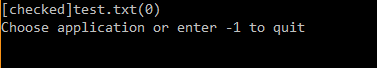 [checked]test.txt(0)
Choose application or enter -1 to quit